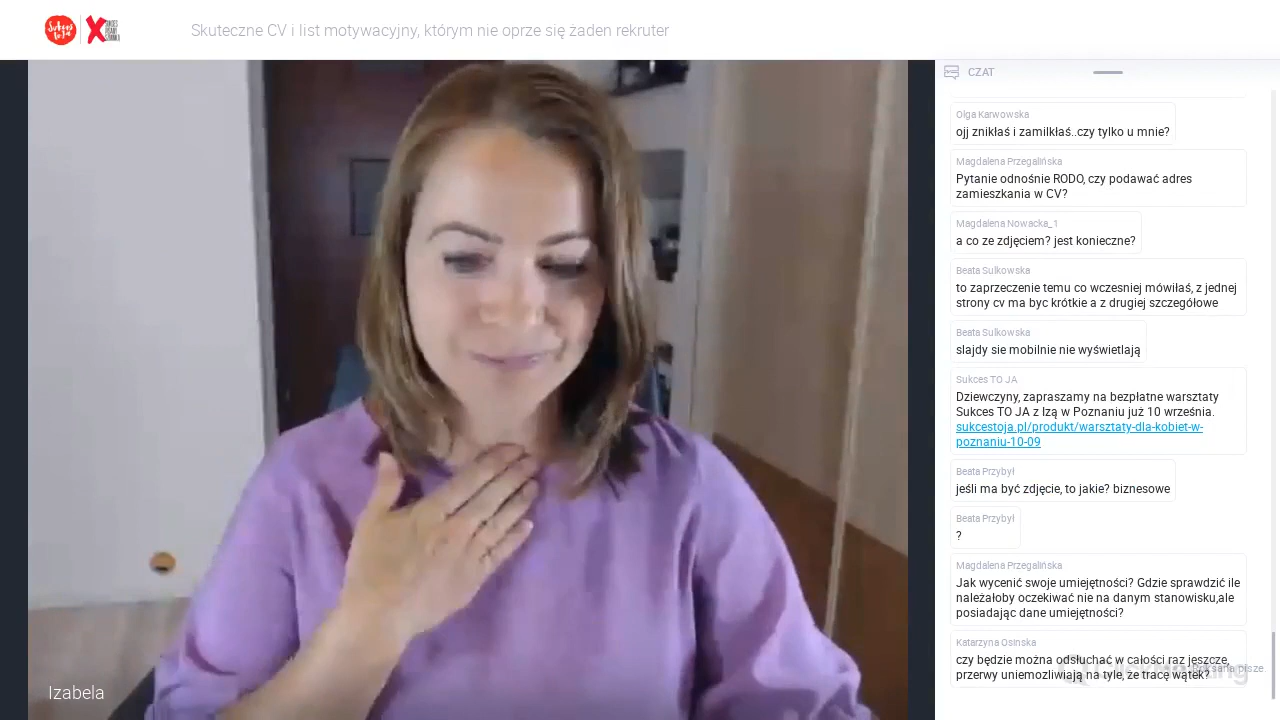 Sukces
to Ja
Skuteczne CV i list motywacyjny, którym nie oprze się żaden rekruter
CZAT
Olga Karwowska
ojj znikłaś i zamilkłaś..czy tylko u mnie?
Magdalena Przegalińska
Pytanie odnośnie RODO, czy podawać adres
zamieszkania w CV?
Magdalena Nowacka_1
a co ze zdjęciem? jest konieczne?
Beata Sulkowska
to zaprzeczenie temu co wczesniej mówiłaś, z jednej
strony cv ma byc krótkie a z drugiej szczegółowe
Beata Sulkowska
slajdy sie mobilnie nie wyświetlają
Sukces TO JA
Dziewczyny, zapraszamy na bezpłatne warsztaty
Sukces TO JA z Izą w Poznaniu już 10 września.
sukcestoja.pl/produkt/warsztaty-dla-kobiet-w-
poznaniu-10-09
Beata Przybył
jeśli ma być zdjęcie, to jakie? biznesowe
Beata Przybył
?
Magdalena Przegalińska
Jak wycenić swoje umiejętności? Gdzie sprawdzić ile
należałoby oczekiwać nie na danym stanowisku,ale
posiadając dane umiejętności?
Katarzyna Osinska
czy będzie można odsłuchać w całości raz jeszcze,
przerwy uniemozliwiają na tyle, że tracę wątek?
pisze
Izabela